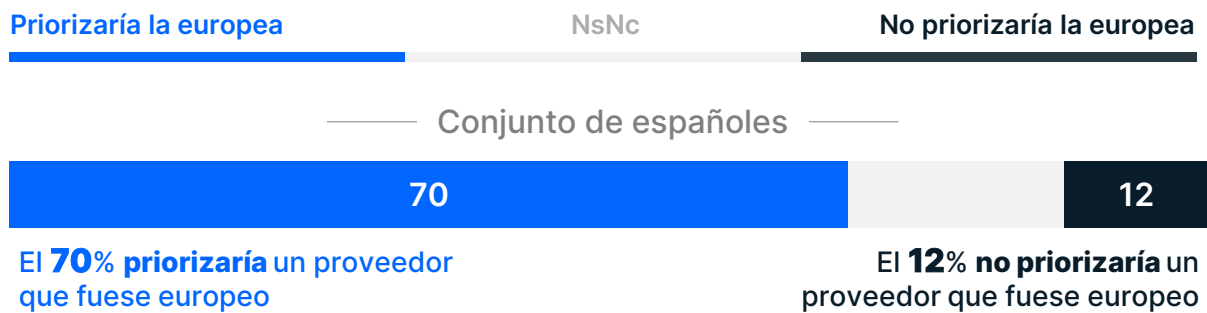 Priorizaría la europea
NsNc
No priorizaría la europea
Conjunto de españoles
70
12
El 70% priorizaría un proveedor
que fuese europeo
El 12% no priorizaría un
proveedor que fuese europeo